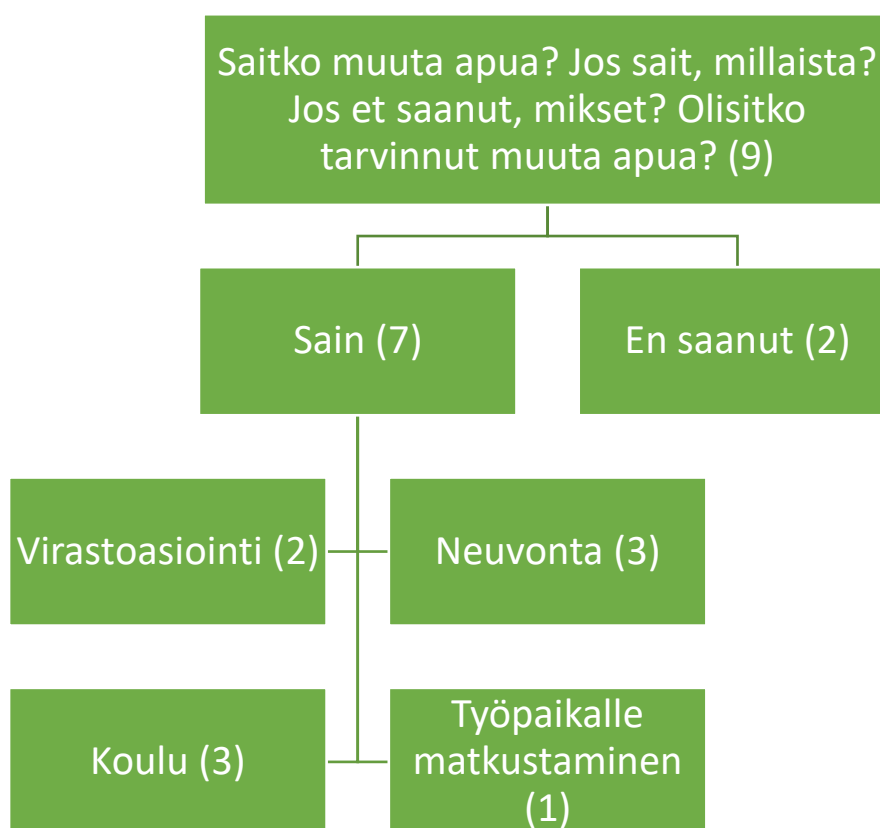 Saitko muuta apua? Jos sait, millaista?
Jos et saanut, mikset? Olisitko
tarvinnut muuta apua? (9)
Sain (7)
En saanut (2)
Virastoasiointi (2)
Neuvonta (3)
Koulu (3)
Työpaikalle
matkustaminen
(1)